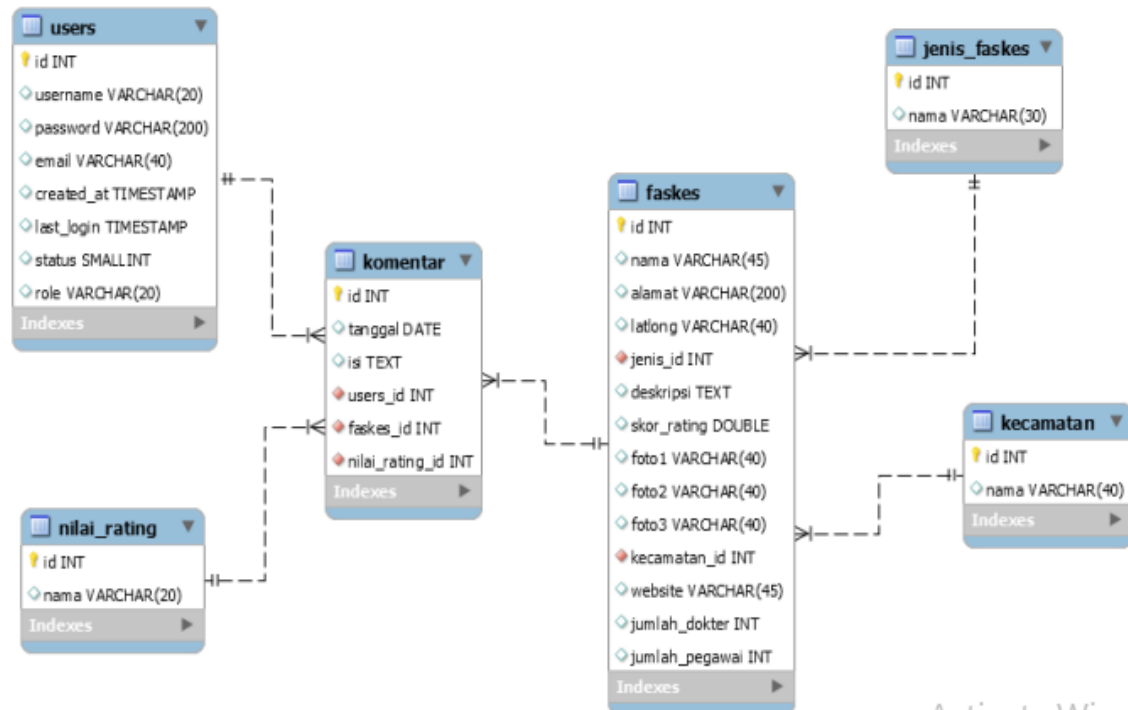 users
id INT
username VARCHAR(20)
password VARCHAR(200)
email VARCHAR(40)
created_at TIMESTAMP
last_login TIMESTAMP
status SMALLINT
role VARCHAR(20)
Indexes
komentar
id INT
tanggal DATE
isi TEXT
users_id INT
faskes_id INT
nilai_rating_id INT
Indexes
nilai_rating
id INT
nama VARCHAR(20)
Indexes
faskes
id INT
nama VARCHAR(45)
alamat VARCHAR(200)
latlong VARCHAR(40)
jenis_id INT
deskripsi TEXT
skor_rating DOUBLE
foto1 VARCHAR(40)
foto2 VARCHAR(40)
foto3 VARCHAR(40)
kecamatan_id INT
website VARCHAR(45)
jumlah_dokter INT
jumlah_pegawai INT
Indexes
jenis_faskes
id INT
nama VARCHAR(30)
Indexes
kecamatan
id INT
nama VARCHAR(40)
Indexes